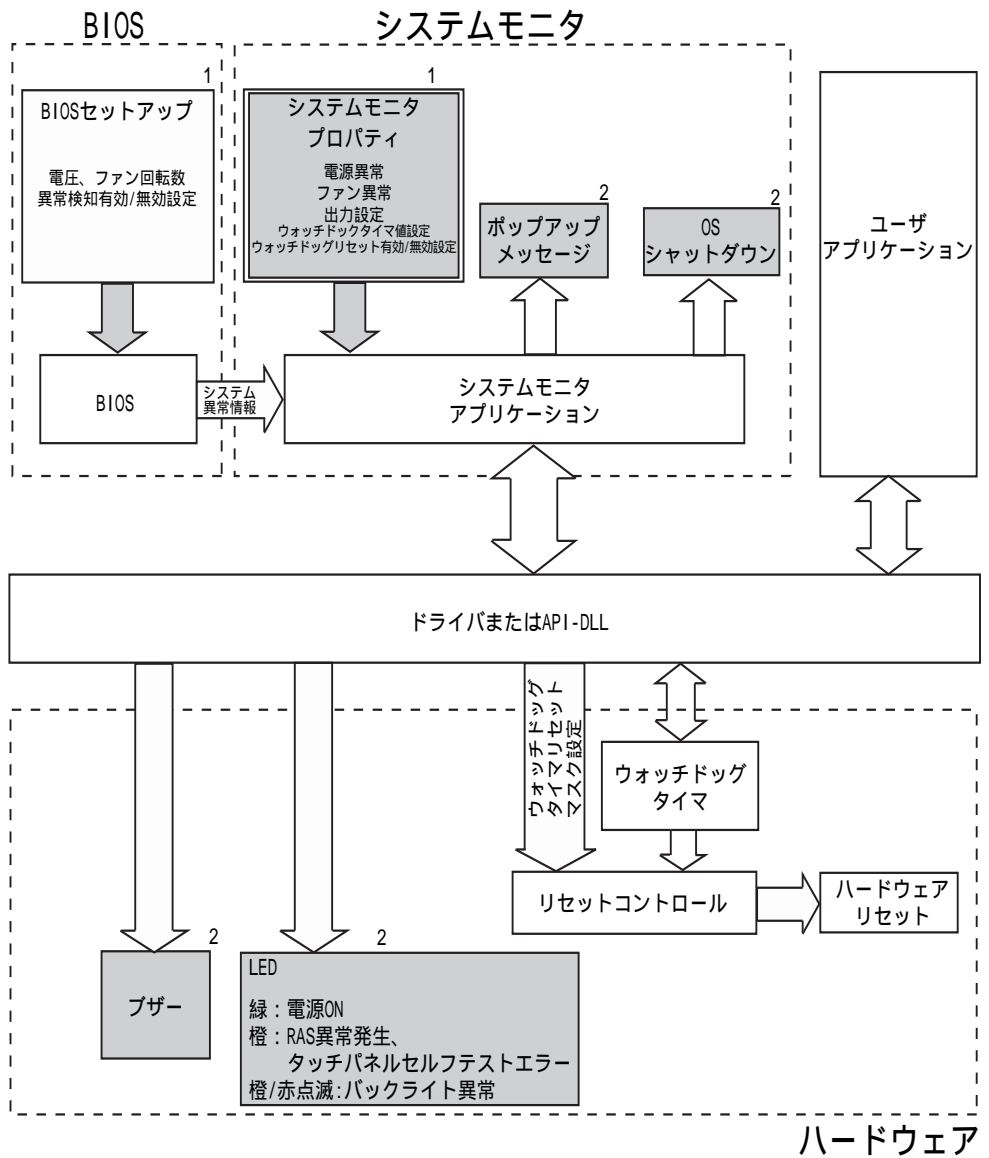 BIOS
システムモニタ
1
BIOSセットアップ
電圧、ファン回転数
異常検知有効/無効設定
1
システムモニタ
プロパティ
電源異常
ファン異常
出力設定
ウォッチドックタイマ値設定
ウォッチドッグリセット有効/無効設定
2
ポップアップ
メッセージ
2
OS
シャットダウン
ユーザ
アプリケーション
BIOS
システム
異常情報
システムモニタ
アプリケーション
ドライバまたはAPI-DLL
ウォッチドッグ
タイマリセット
マスク設定
ウォッチドッグ
タイマ
リセットコントロール
ハードウェア
リセット
2
ブザー
2
LED
緑：電源ON
橙：RAS異常発生、
タッチパネルセルフテストエラー
橙/赤点滅:バックライト異常
ハードウェア